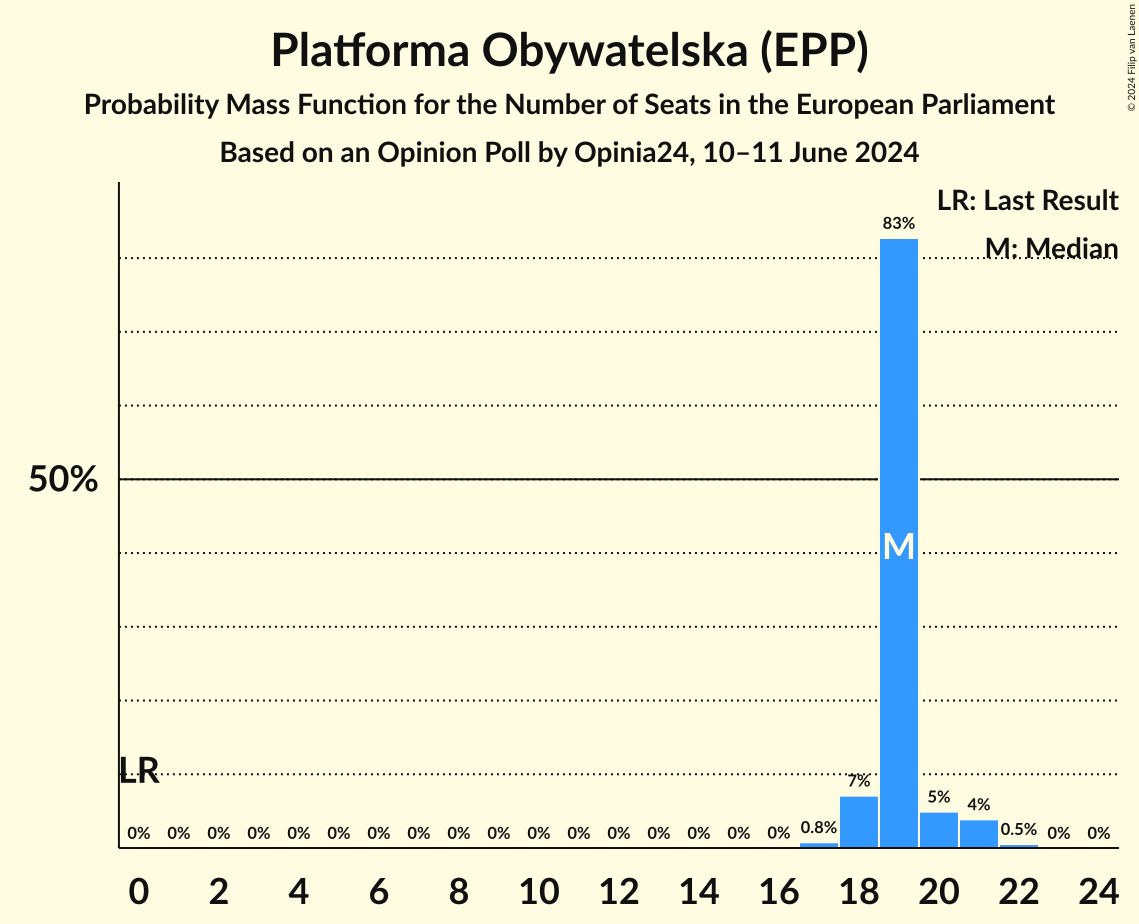 Platforma Obywatelska (EPP)
Probability Mass Function for the Number of Seats in the European Parliament
Based on an Opinion Poll by Opinia24, 10–11 June 2024
© 2024 Filip van Laenen
LR: Last Result
M: Median
83%
50%
M
LR
7%
5%
4%
0% 0% 0% 0% 0% 0% 0% 0% 0% 0% 0% 0% 0% 0% 0% 0% 0% 0.8% 0.5% 0% 0%
0 2 4 6 8 10 12 14 16 18 20 22 24